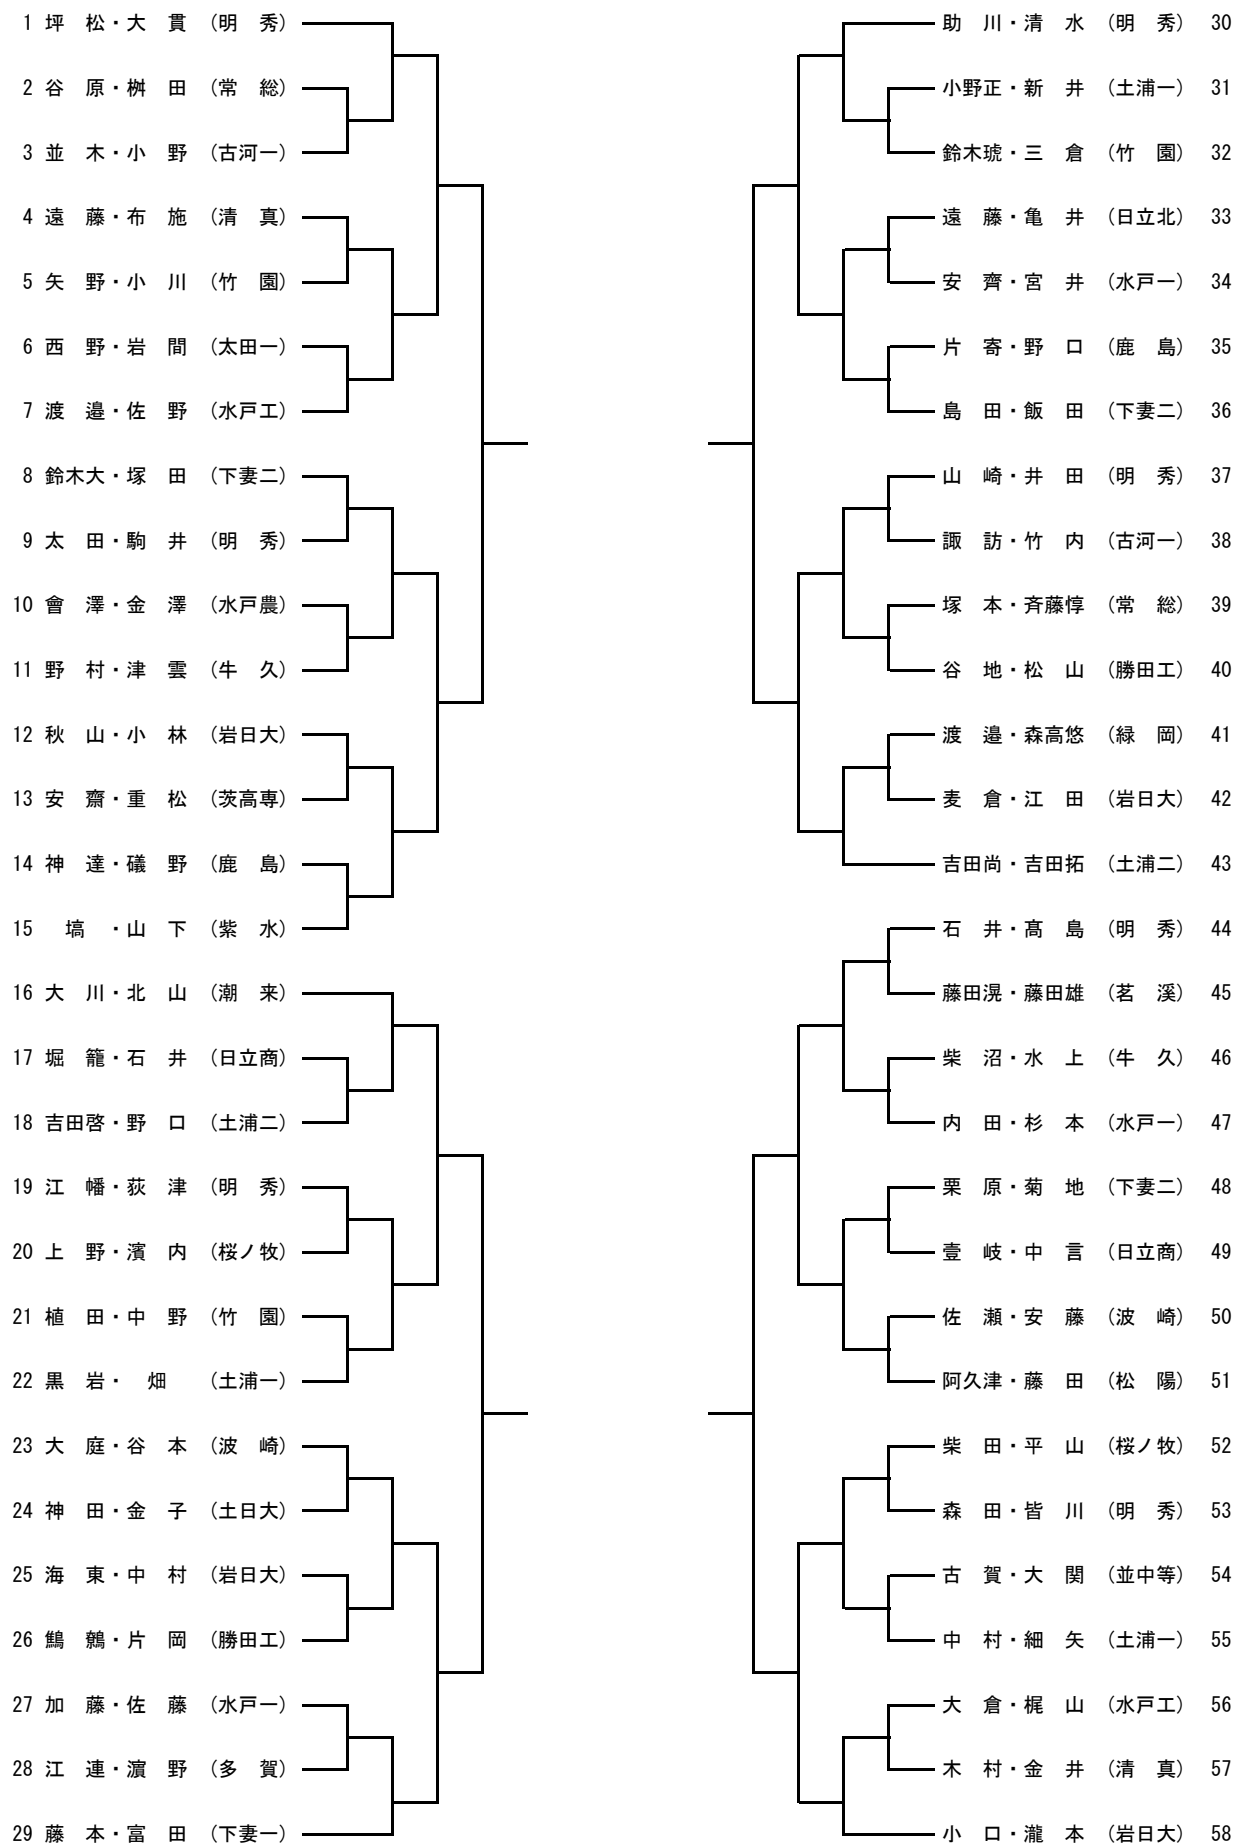 1 坪　松・大　貫 （明　秀）
2 谷　原・桝　田 （常　総）
3 並　木・小　野 （古河一）
4 遠　藤・布　施 （清　真）
5 矢　野・小　川 （竹　園）
6 西　野・岩　間 （太田一）
7 渡　邉・佐　野 （水戸工）
8 鈴木大・塚　田 （下妻二）
9 太　田・駒　井 （明　秀）
10 會　澤・金　澤 （水戸農）
11 野　村・津　雲 （牛　久）
12 秋　山・小　林 （岩日大）
13 安　齋・重　松 （茨高専）
14 神　達・礒　野 （鹿　島）
15 塙　・山　下 （紫　水）
16 大　川・北　山 （潮　来）
17 堀　籠・石　井 （日立商）
18 吉田啓・野　口 （土浦二）
19 江　幡・荻　津 （明　秀）
20 上　野・濱　内 （桜ノ牧）
21 植　田・中　野 （竹　園）
22 黒　岩・　畑 （土浦一）
23 大　庭・谷　本 （波　崎）
24 神　田・金　子 （土日大）
25 海　東・中　村 （岩日大）
26 鷦　鷯・片　岡 （勝田工）
27 加　藤・佐　藤 （水戸一）
28 江　連・濵　野 （多　賀）
29 藤　本・富　田 （下妻一）
助　川・清　水 （明　秀） 30
小野正・新　井 （土浦一） 31
鈴木琥・三　倉 （竹　園） 32
遠　藤・亀　井 （日立北） 33
安　齊・宮　井 （水戸一） 34
片　寄・野　口 （鹿　島） 35
島　田・飯　田 （下妻二） 36
山　崎・井　田 （明　秀） 37
諏　訪・竹　内 （古河一） 38
塚　本・斉藤惇 （常　総） 39
谷　地・松　山 （勝田工） 40
渡　邉・森高悠 （緑　岡） 41
麦　倉・江　田 （岩日大） 42
吉田尚・吉田拓 （土浦二） 43
石　井・髙　島 （明　秀） 44
藤田滉・藤田雄 （茗　溪） 45
柴　沼・水　上 （牛　久） 46
内　田・杉　本 （水戸一） 47
栗　原・菊　地 （下妻二） 48
壹　岐・中　言 （日立商） 49
佐　瀬・安　藤 （波　崎） 50
阿久津・藤　田 （松　陽） 51
柴　田・平　山 （桜ノ牧） 52
森　田・皆　川 （明　秀） 53
古　賀・大　関 （並中等） 54
中　村・細　矢 （土浦一） 55
大　倉・梶　山 （水戸工） 56
木　村・金　井 （清　真） 57
小　口・瀧　本 （岩日大） 58